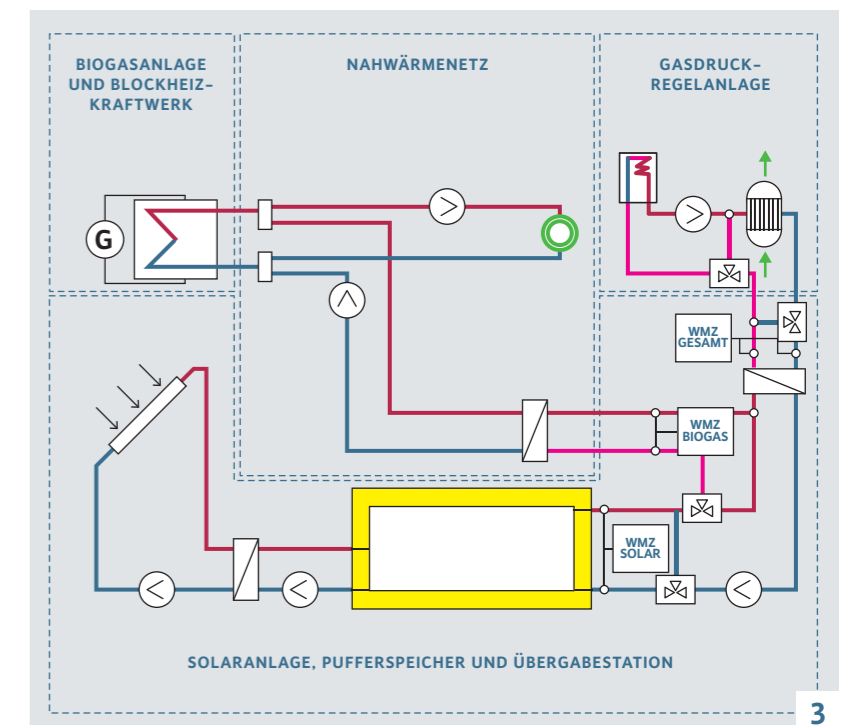 BIOGASANLAGE
UND BLOCKHEIZ–
KRAFTWERK
NAHWÄRMENETZ
GASDRUCK–
REGELANLAGE
G
WMZ
GESAMT
WMZ
BIOGAS
WMZ
SOLAR
SOLARANLAGE, PUFFERSPEICHER UND ÜBERGABESTATION
3